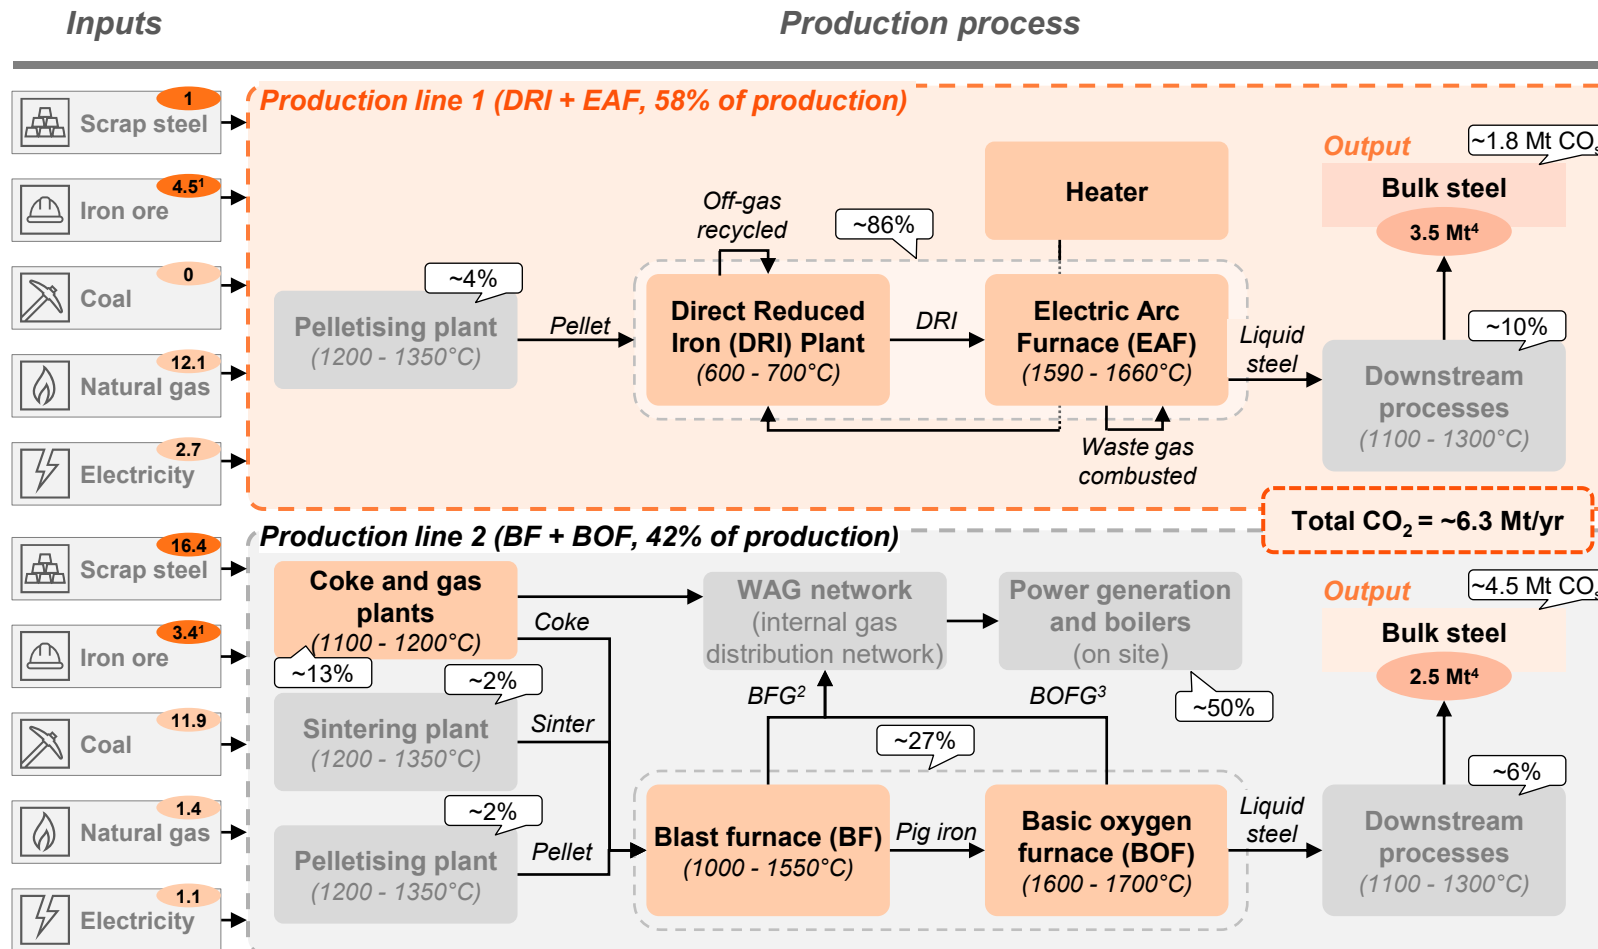 Inputs
Production process
Production line 1 (DRI + EAF, 58% of production)
1
Scrap steel
4.5¹
Iron ore
0
Coal
12.1
Natural gas
2.7
Electricity
~4%
Pelletising plant
(1200 - 1350°C)
Pellet
Off-gas
recycled
~86%
Direct Reduced
Iron (DRI) Plant
(600 - 700°C)
DRI
Heater
Electric Arc
Furnace (EAF)
(1590 - 1660°C)
Waste gas
combusted
Liquid
steel
Output
~1.8 Mt CO
Bulk steel
3.5 Mt⁴
~10%
Downstream
processes
(1100 - 1300°C)
Total CO₂ = ~6.3 Mt/yr
Production line 2 (BF + BOF, 42% of production)
16.4
Scrap steel
3.4¹
Iron ore
11.9
Coal
1.4
Natural gas
1.1
Electricity
Coke and gas
plants
(1100 - 1200°C)
~13%
Coke
~2%
Sintering plant
(1200 - 1350°C)
Sinter
~2%
Pelletising plant
(1200 - 1350°C)
Pellet
WAG network
(internal gas
distribution network)
Power generation
and boilers
(on site)
~50%
BFG²
BOFG³
~27%
Blast furnace (BF)
(1000 - 1550°C)
Pig iron
Basic oxygen
furnace (BOF)
(1600 - 1700°C)
Liquid
steel
Output
~4.5 Mt CO
Bulk steel
2.5 Mt⁴
~6%
Downstream
processes
(1100 - 1300°C)